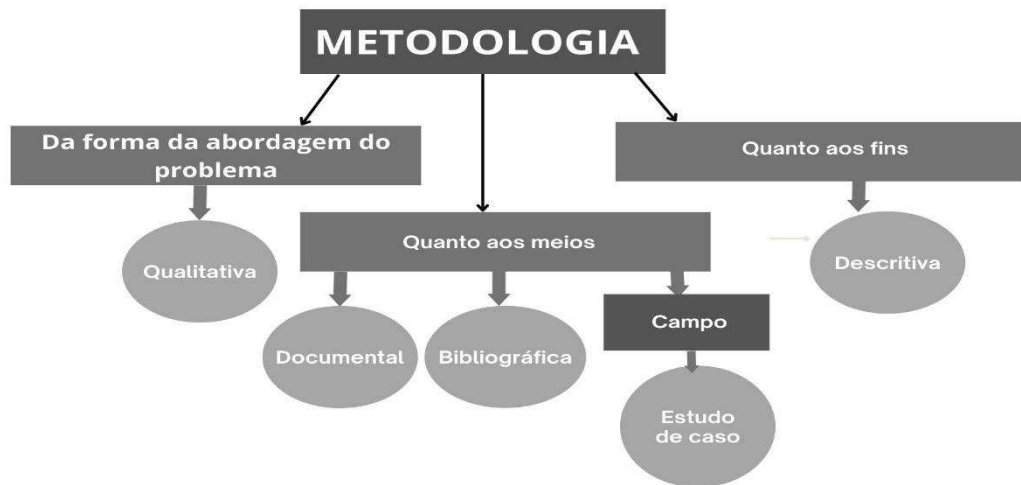 METODOLOGIA
Da forma da abordagem do
problema
Quanto aos fins
Quanto aos meios
Qualitativa
Descritiva
Documental
Bibliográfica
Campo
Estudo
de caso